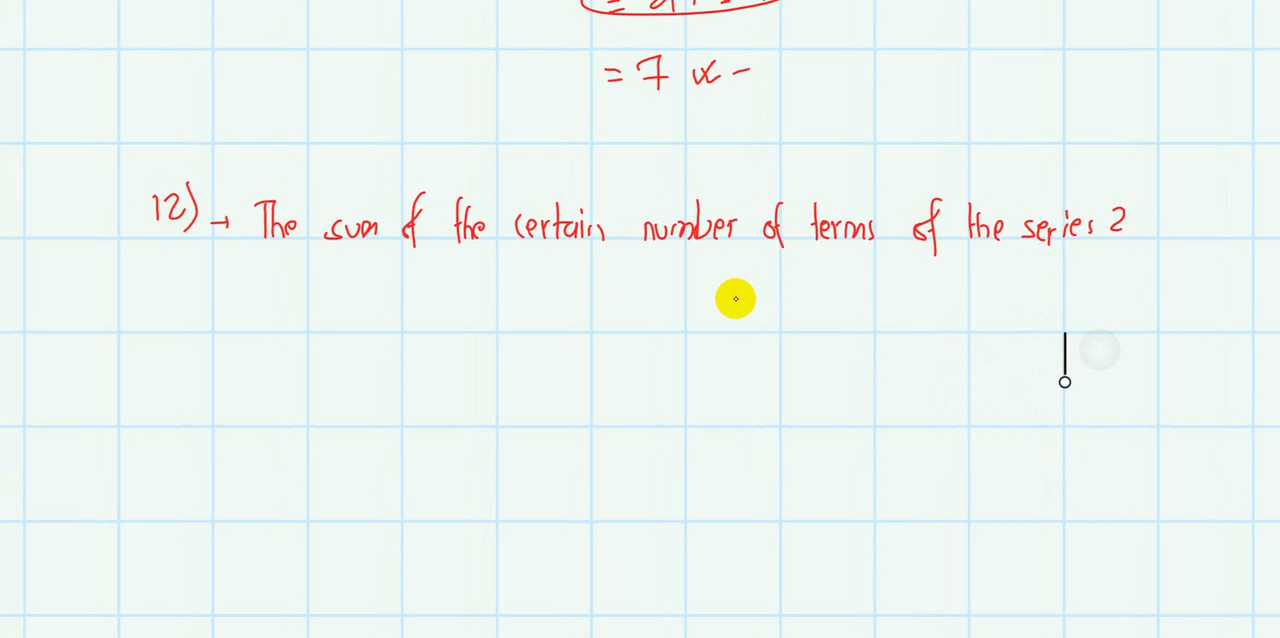 = 7 x -
12) → The sum of the certain number of terms of the series 2